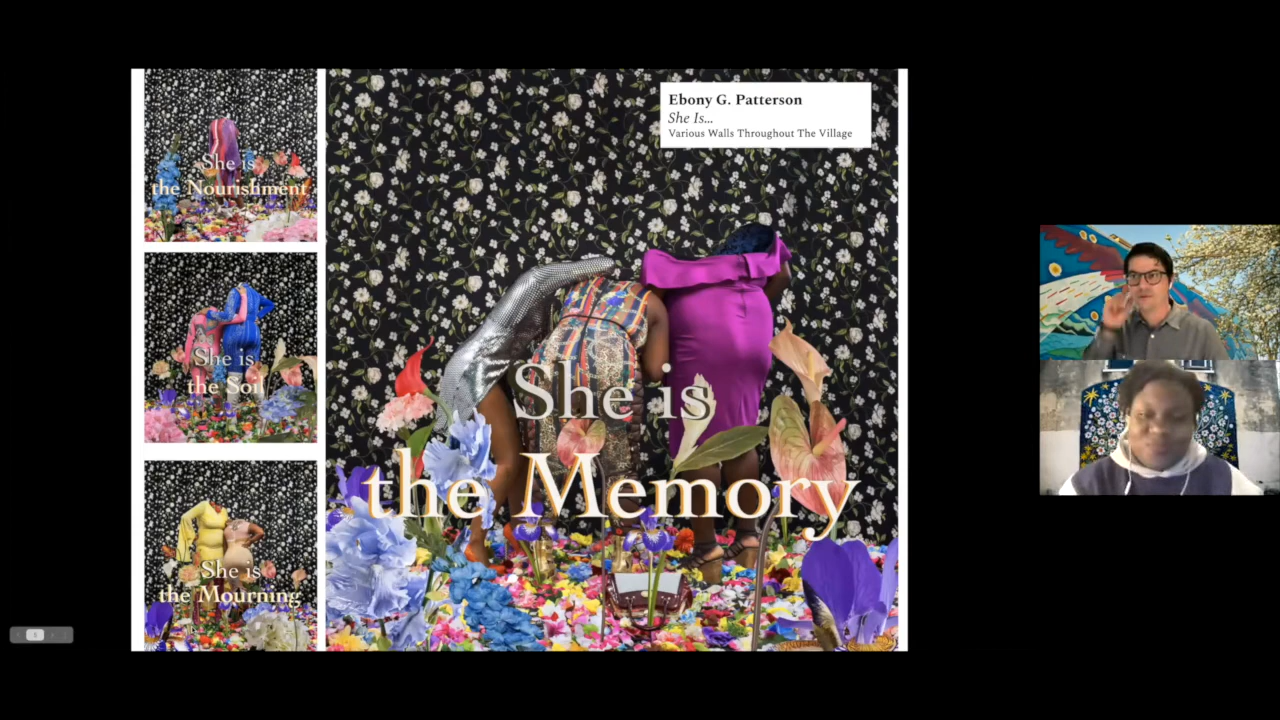 She is
the Nourishment
She is
the Soil
She is
the Mourning
Ebony G. Patterson
She Is...
Various Walls Throughout The Village
She is
the Memory